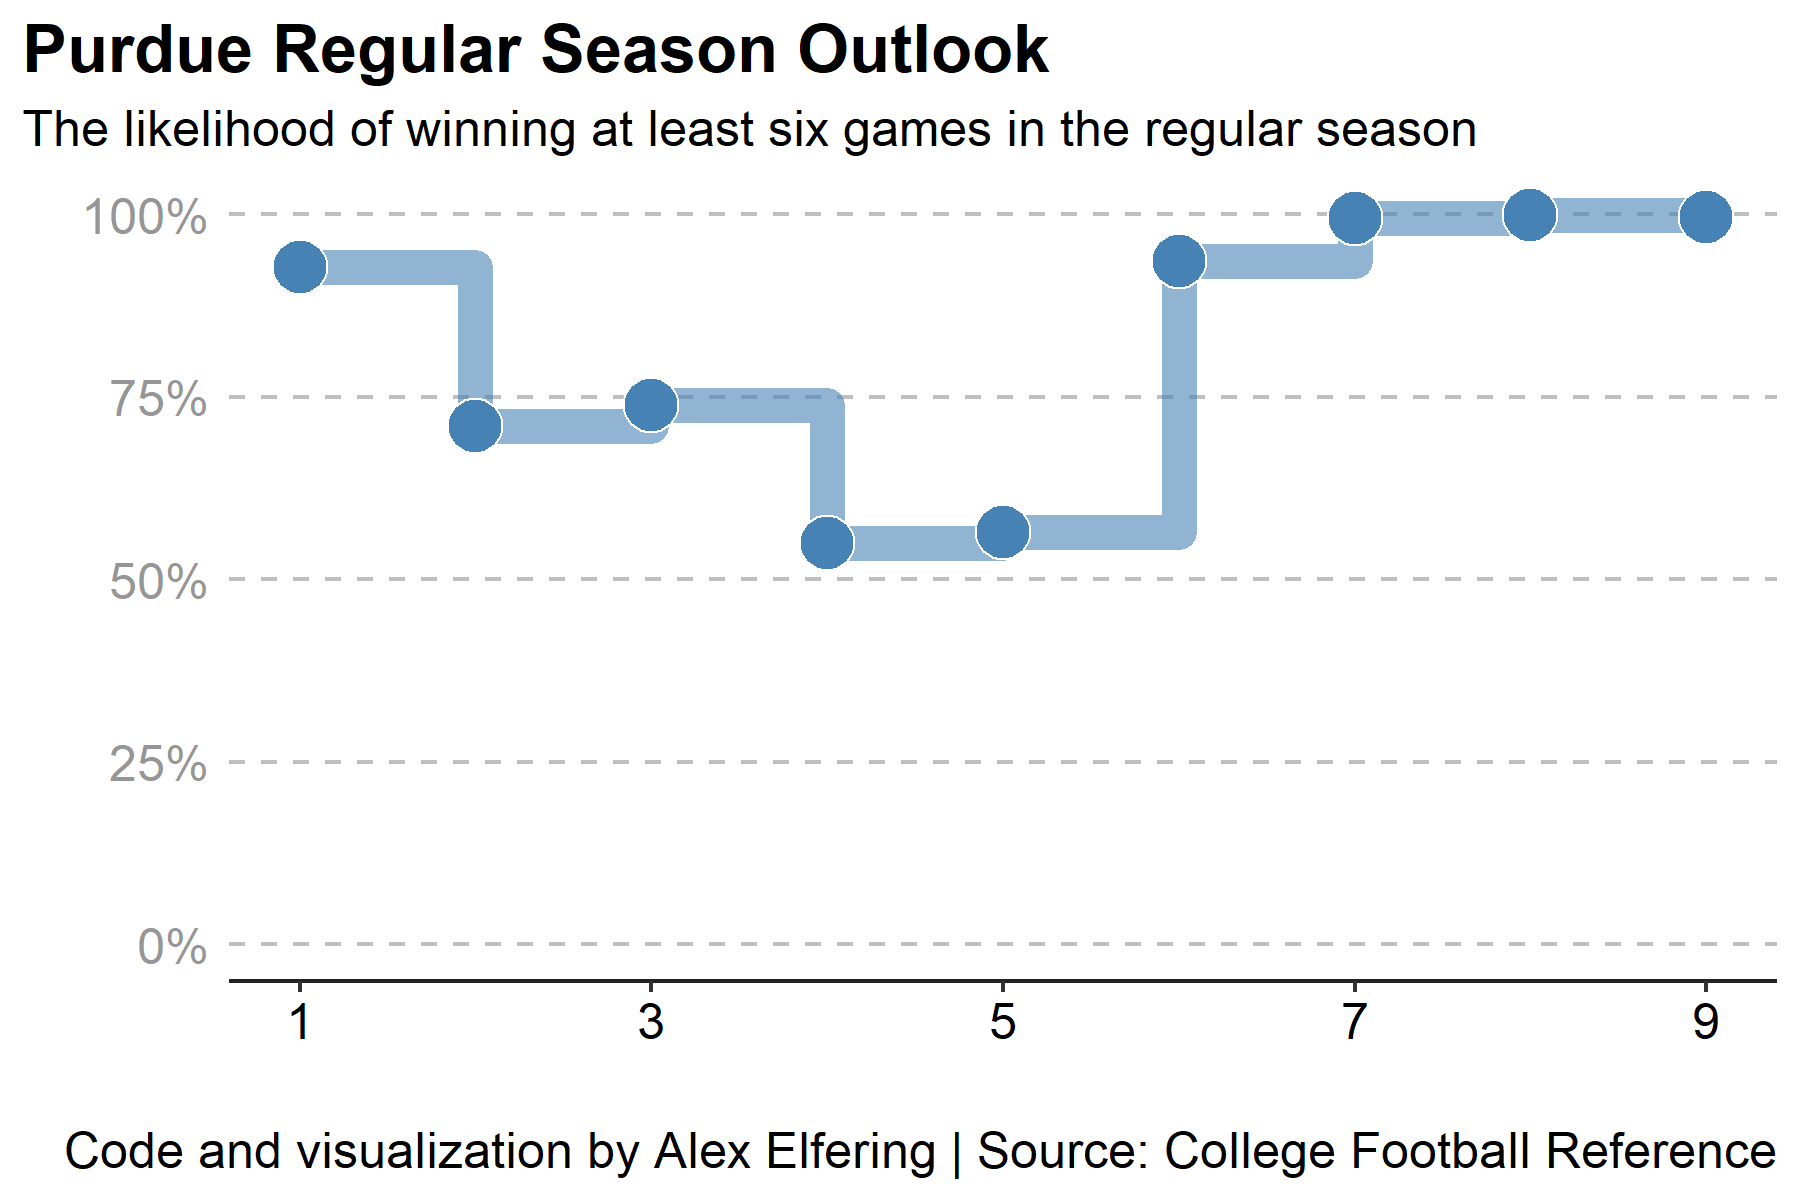 Purdue Regular Season Outlook
The likelihood of winning at least six games in the regular season
100%
75%
50%
25%
0%
1 3 5 7 9
Code and visualization by Alex Elfering | Source: College Football Reference